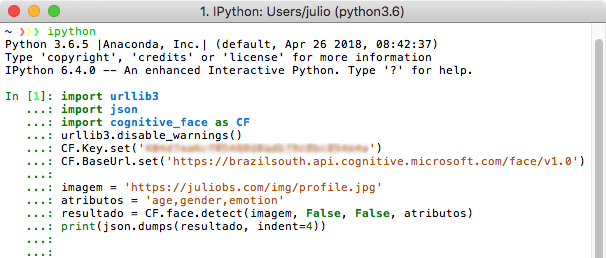 1. IPython: Users/julio (python3.6)
~ ❯❯❯ ipython
Python 3.6.5 |Anaconda, Inc.| (default, Apr 26 2018, 08:42:37)
Type 'copyright', 'credits' or 'license' for more information
IPython 6.4.0 -- An enhanced Interactive Python. Type '?' for help.
In [1]: import urllib3
...: import json
...: import cognitive_face as CF
...: urllib3.disable_warnings()
...: CF.Key.set('')
...: CF.BaseUrl.set('https://brazilsouth.api.cognitive.microsoft.com/face/v1.0')
...:
...: imagem = 'https://juliobs.com/img/profile.jpg'
...: atributos = 'age,gender,emotion'
...: resultado = CF.face.detect(imagem, False, False, atributos)
...: print(json.dumps(resultado, indent=4))
...:
...: